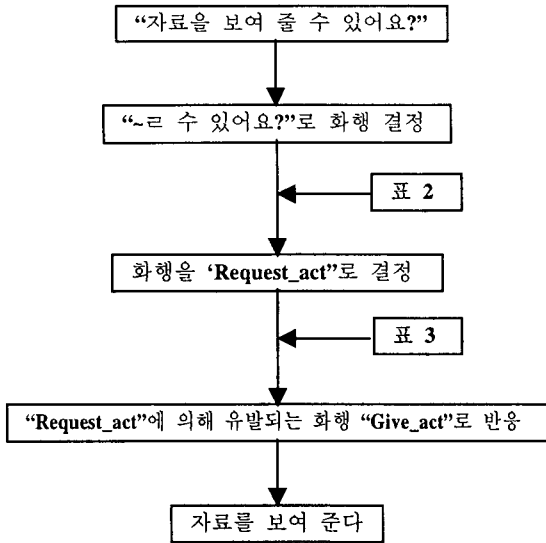 “자료을 보여 줄 수 있어요?”
“~ㄹ 수 있어요?”로 화행 결정
표 2
화행을 ‘Request_act”로 결정
표 3
“Request_act”에 의해 유발되는 화행 “Give_act”로 반응
자료를 보여 준다